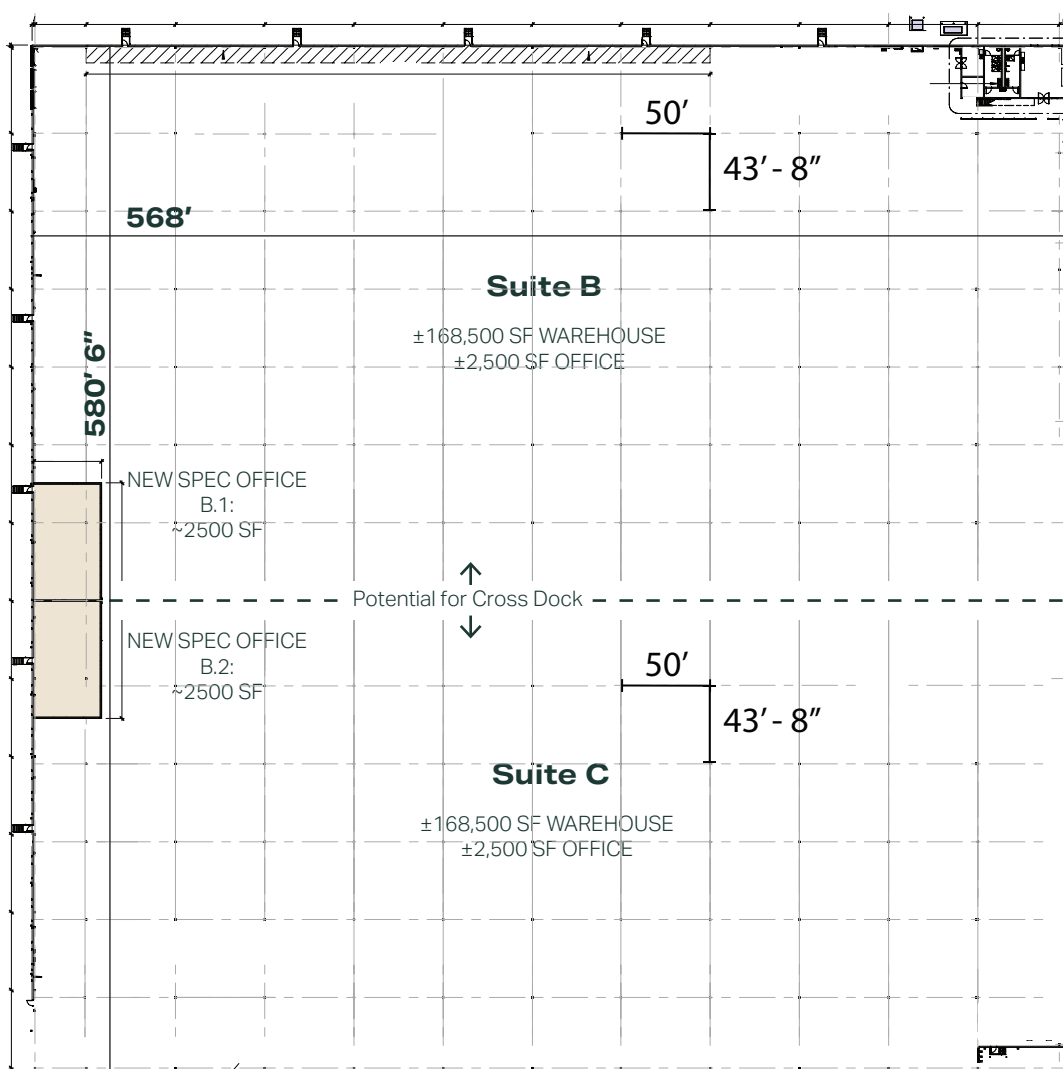 50′
43′ - 8″
568′
Suite B
±168,500 SF WAREHOUSE
±2,500 SF OFFICE
580′ 6″
NEW SPEC OFFICE
B.1:
~2500 SF
Potential for Cross Dock
NEW SPEC OFFICE
B.2:
~2500 SF
50′
43′ - 8″
Suite C
±168,500 SF WAREHOUSE
±2,500 SF OFFICE